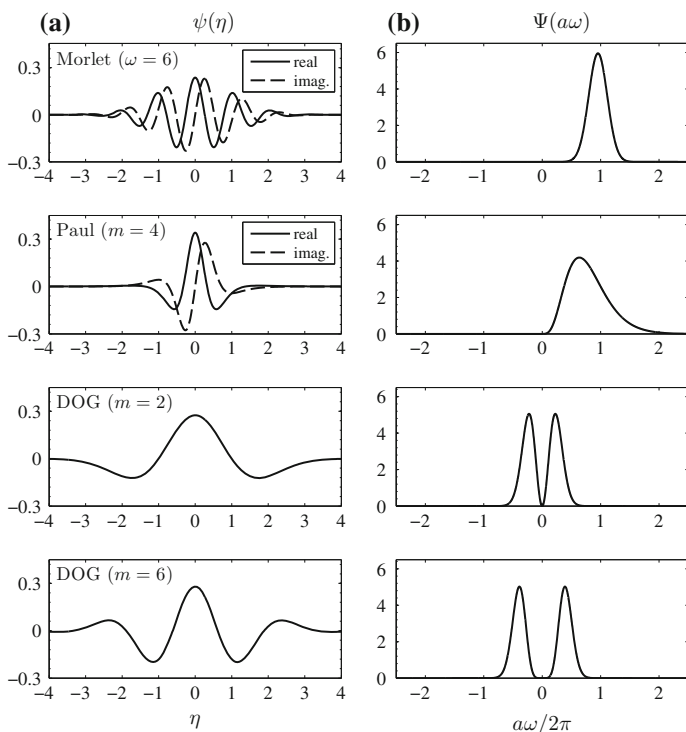 (a) ψ(η)
(b) Ψ(aω)
Morlet (ω = 6)
real
imag.
0.3
0
−0.3
−4 −3 −2 −1 0 1 2 3 4
6
4
2
0
−2 −1 0 1 2
Paul (m = 4)
real
imag.
0.3
0
−0.3
−4 −3 −2 −1 0 1 2 3 4
6
4
2
0
−2 −1 0 1 2
DOG (m = 2)
0.3
0
−0.3
−4 −3 −2 −1 0 1 2 3 4
6
4
2
0
−2 −1 0 1 2
DOG (m = 6)
0.3
0
−0.3
−4 −3 −2 −1 0 1 2 3 4
η
6
4
2
0
−2 −1 0 1 2
aω/2π